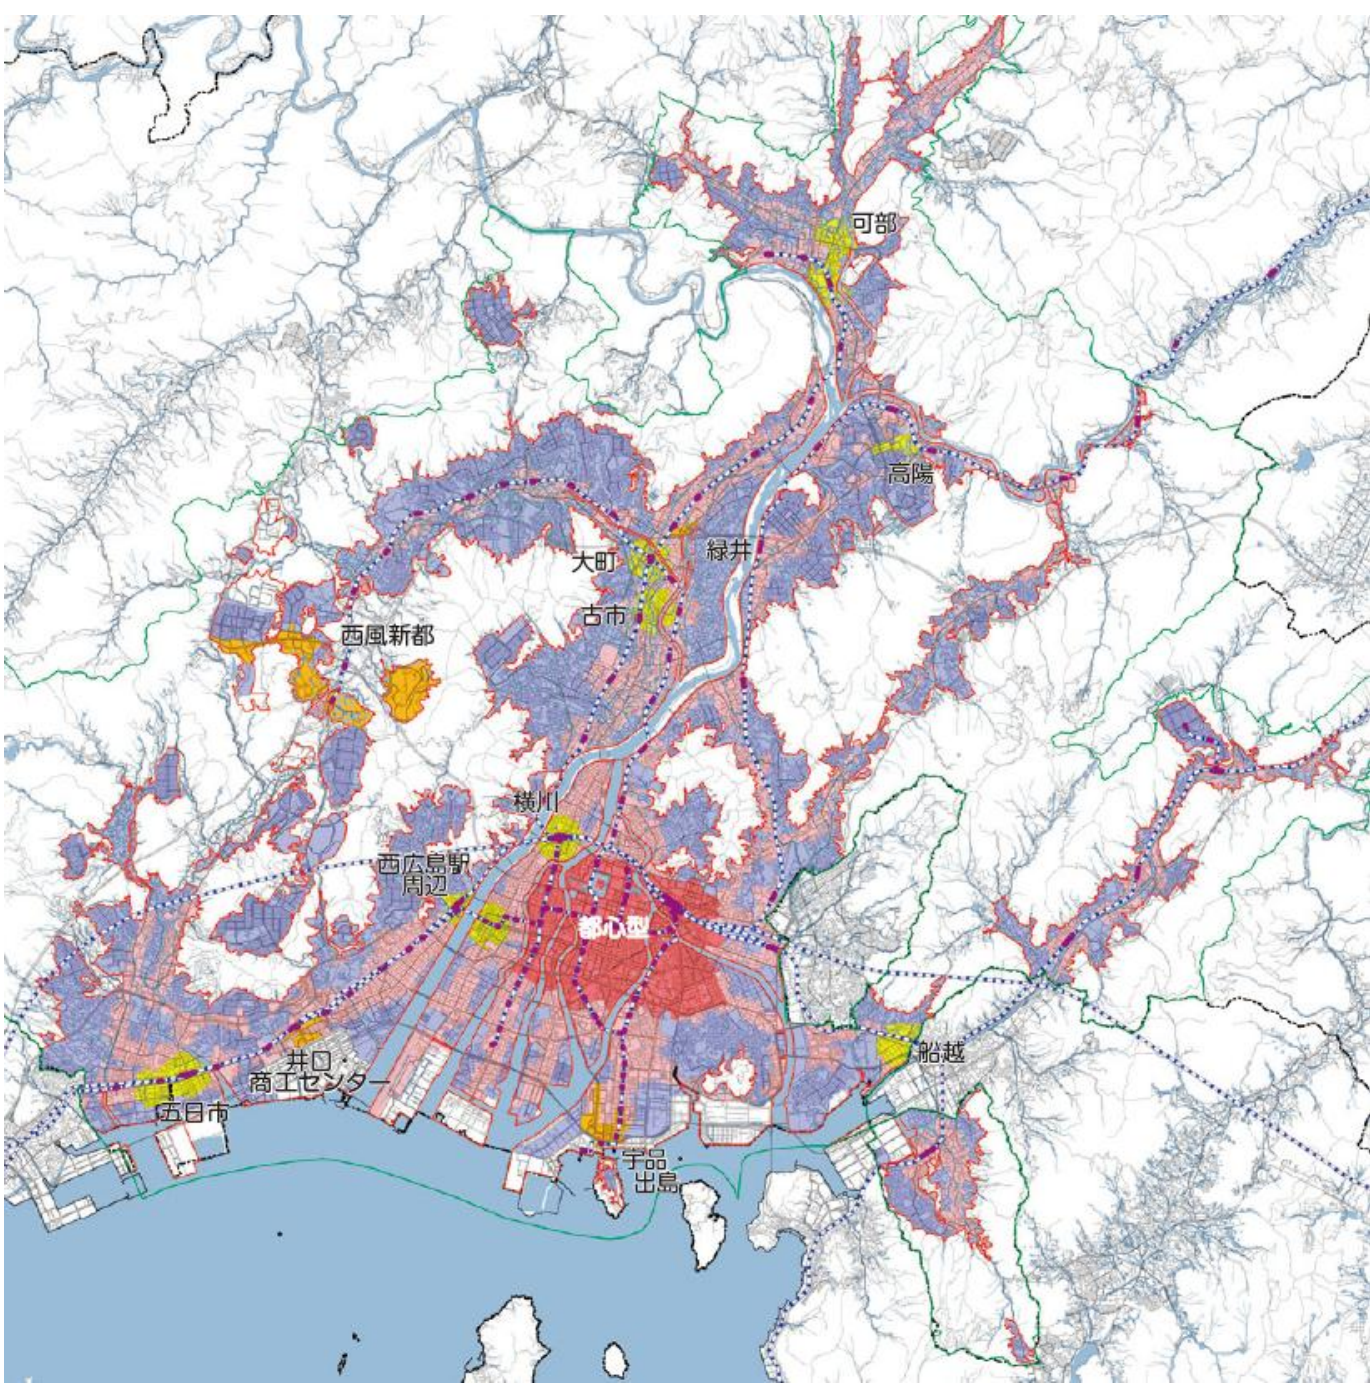 可部
高陽
緑井
大町
古市
西風新都
横川
西広島駅
周辺
都心型
船越
井口・
商工センター
五日市
宇品
出島